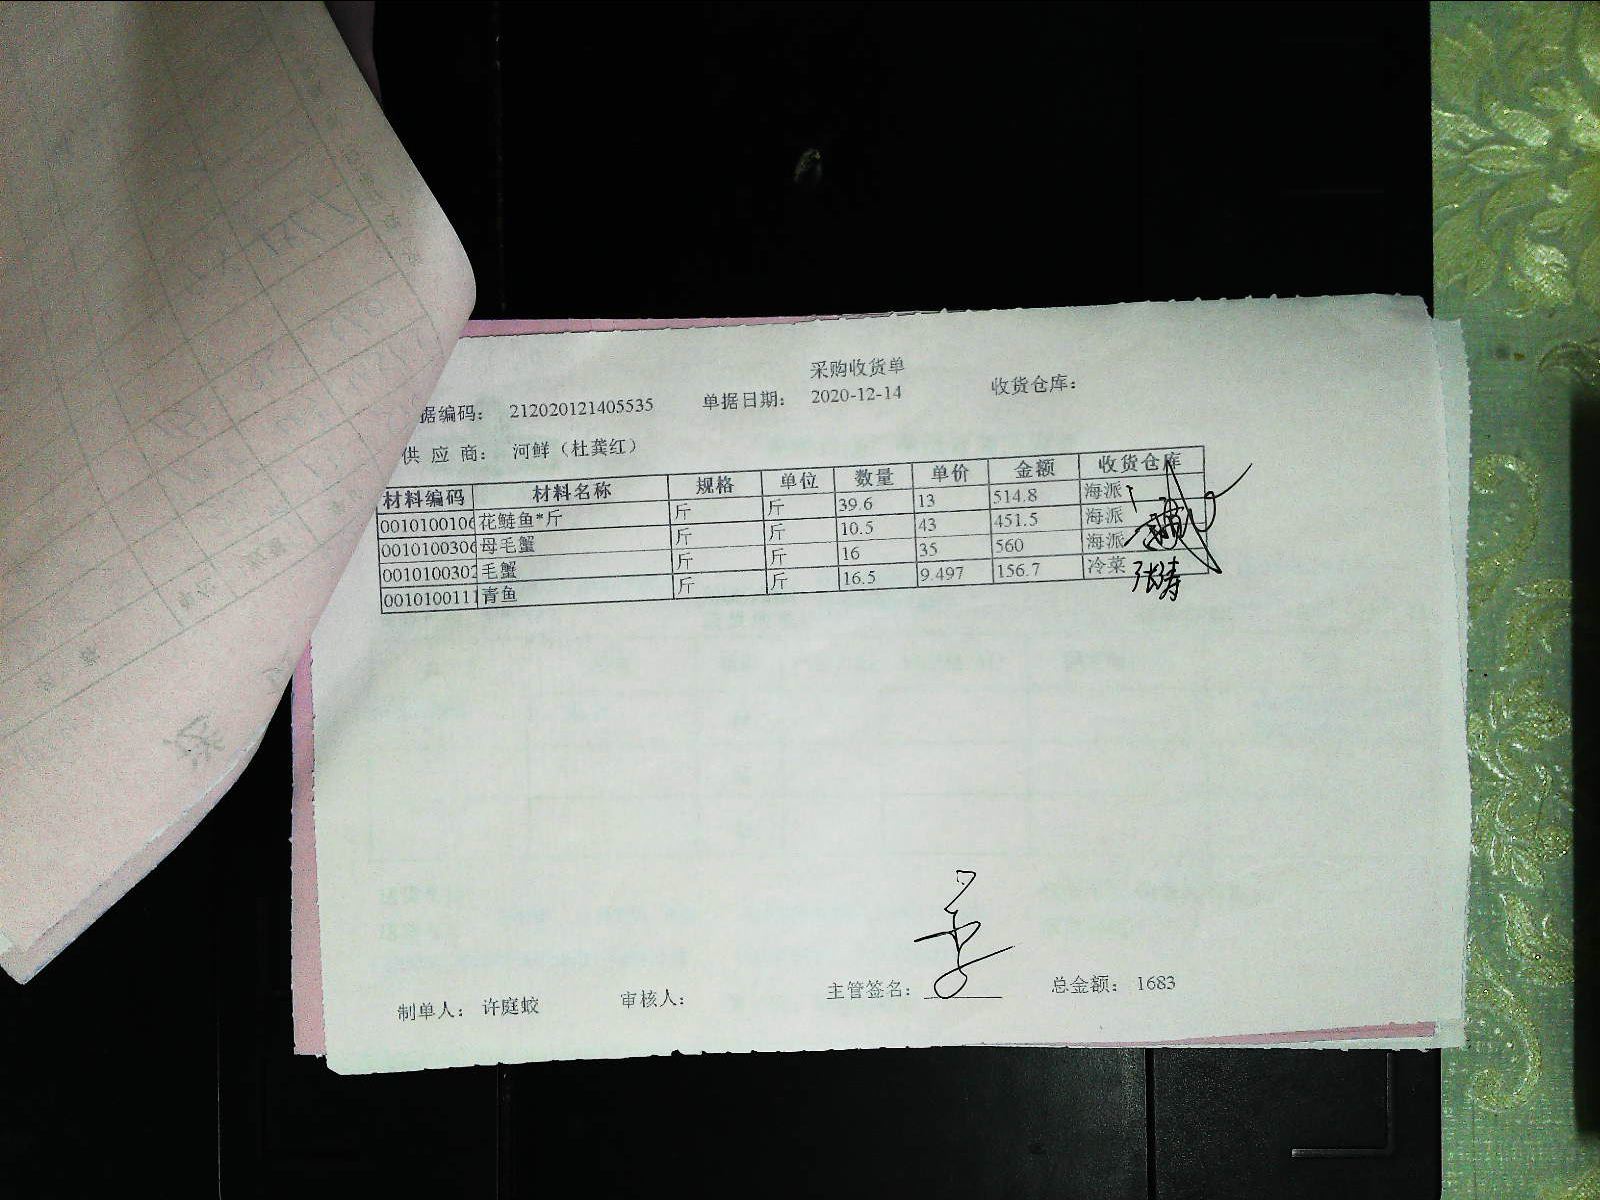 采购收货单
据编码： 212020121405535 单据日期： 2020-12-14 收货仓库：
供 应 商： 河鲜（杜龚红）
材料编码 材料名称 规格 单位 数量 单价 金额 收货仓库
0010100106 花鲢鱼*斤 斤 斤 39.6 13 514.8 海派
0010100306 母毛蟹 斤 斤 10.5 43 451.5 海派
0010100302 毛蟹 斤 斤 16 35 560 海派
0010100111 青鱼 斤 斤 16.5 9.497 156.7 冷菜
张涛
制单人： 许庭蛟 审核人： 主管签名： 总金额： 1683